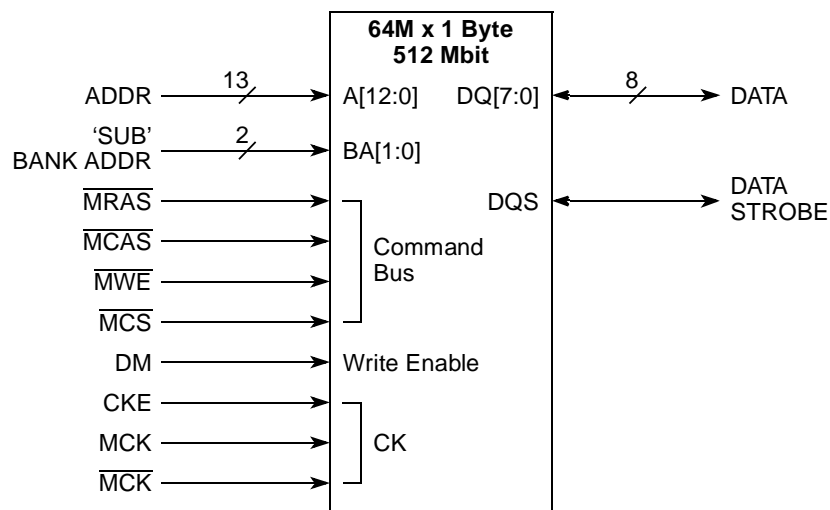 64M x 1 Byte
512 Mbit
ADDR
13
A[12:0]
DQ[7:0]
8
DATA
‘SUB’
BANK ADDR
2
BA[1:0]
MRAS
DQS
DATA
STROBE
MCAS
Command
Bus
MWE
MCS
DM
Write Enable
CKE
MCK
CK
MCK